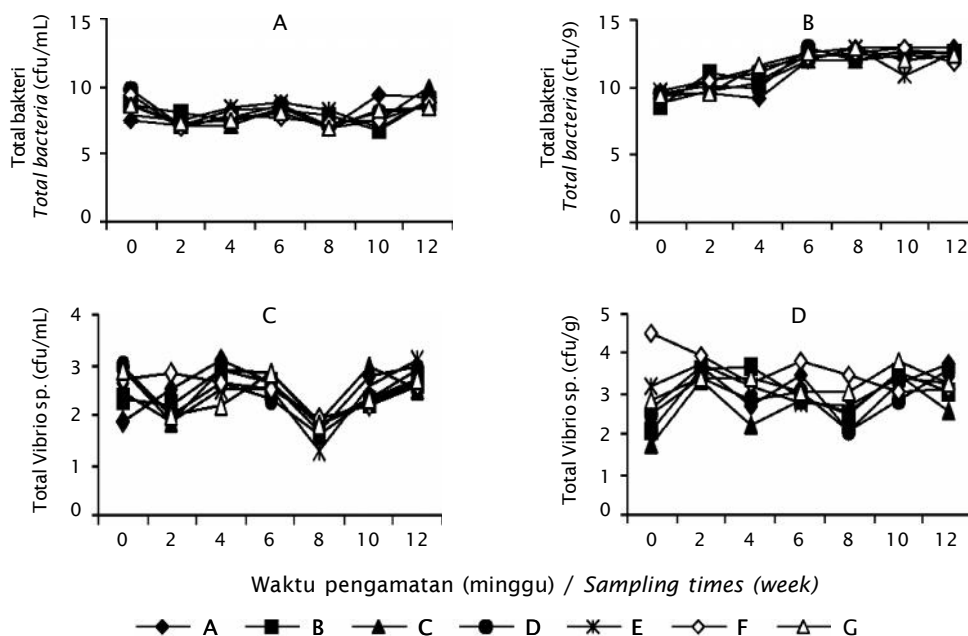 A
Total bakteri
Total bacteria (cfu/mL)
15
10
5
0
0 2 4 6 8 10 12
B
Total bakteri
Total bacteria (cfu/9)
15
10
5
0
0 2 4 6 8 10 12
C
Total Vibrio sp. (cfu/mL)
4
3
2
1
0
0 2 4 6 8 10 12
D
Total Vibrio sp. (cfu/g)
5
4
3
2
1
0
0 2 4 6 8 10 12
Waktu pengamatan (minggu) / Sampling times (week)
A B C D E F G